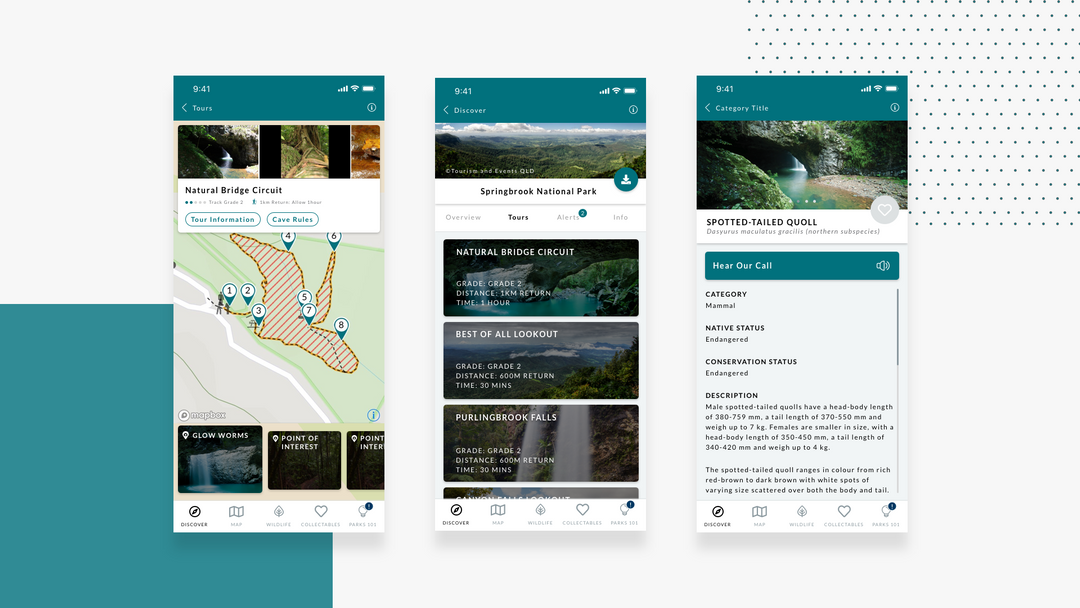 9:41
Tours
Natural Bridge Circuit
Track Grade 2
1km Return. Allow 1hour
Tour Information
Cave Rules
4
6
1
2
5
3
7
8
mapbox
i
GLOW WORMS
POINT OF
INTEREST
POINT
INTER
DISCOVER
MAP
WILDLIFE
COLLECTABLES
PARKS 101
9:41
Discover
©Tourism and Events QLD
Springbrook National Park
Overview
Tours
Alerts
2
Info
NATURAL BRIDGE CIRCUIT
GRADE: GRADE 2
DISTANCE: 1KM RETURN
TIME: 1 HOUR
BEST OF ALL LOOKOUT
GRADE: GRADE 2
DISTANCE: 600M RETURN
TIME: 30 MINS
PURLINGBROOK FALLS
GRADE: GRADE 2
DISTANCE: 600M RETURN
TIME: 30 MINS
CANYON FALLS LOOKOUT
DISCOVER
MAP
WILDLIFE
COLLECTABLES
PARKS 101
9:41
Category Title
SPOTTED-TAILED QUOLL
Dasyurus maculatus gracilis (northern subspecies)
Hear Our Call
CATEGORY
Mammal
NATIVE STATUS
Endangered
CONSERVATION STATUS
Endangered
DESCRIPTION
Male spotted-tailed quolls have a head-body length
of 380-759 mm, a tail length of 370-550 mm and
weigh up to 7 kg. Females are smaller in size, with a
head-body length of 350-450 mm, a tail length of
340-420 mm and weigh up to 4 kg.
The spotted-tailed quoll ranges in colour from rich
red-brown to dark brown with white spots of
varying size scattered over both the body and tail.
DISCOVER
MAP
WILDLIFE
COLLECTABLES
PARKS 101